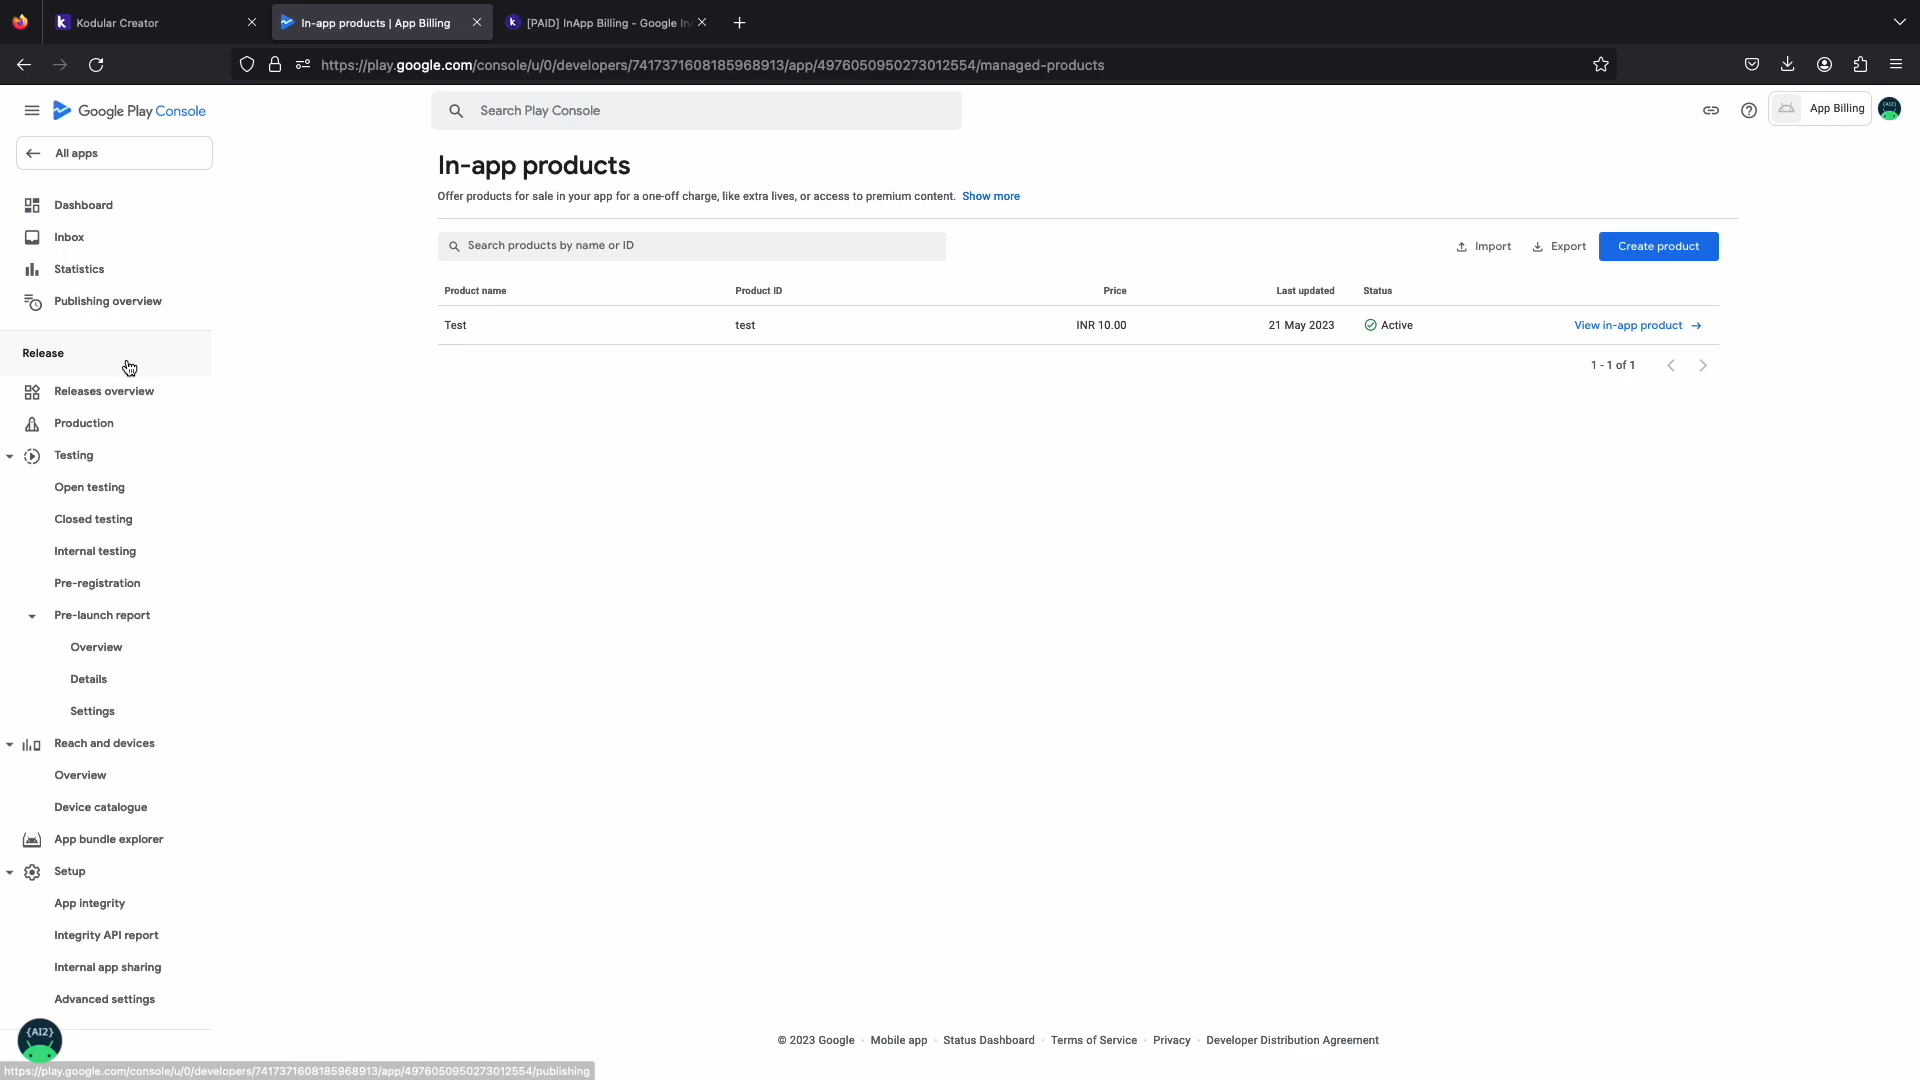 Kodular Creator
In-app products | App Billing
[PAID] InApp Billing - Google In
https://play.google.com/console/u/0/developers/7417371608185968913/app/4976050950273012554/managed-products
Google Play Console
Search Play Console
App Billing
All apps
Dashboard
Inbox
Statistics
Publishing overview
Release
Releases overview
Production
Testing
Open testing
Closed testing
Internal testing
Pre-registration
Pre-launch report
Overview
Details
Settings
Reach and devices
Overview
Device catalogue
App bundle explorer
Setup
App integrity
Integrity API report
Internal app sharing
Advanced settings
In-app products
Offer products for sale in your app for a one-off charge, like extra lives, or access to premium content. Show more
Search products by name or ID
Import
Export
Create product
Product name Product ID Price Last updated Status
Test test INR 10.00 21 May 2023 Active View in-app product
1 - 1 of 1
© 2023 Google · Mobile app · Status Dashboard · Terms of Service · Privacy · Developer Distribution Agreement
{AI2}
https://play.google.com/console/u/0/developers/7417371608185968913/app/4976050950273012554/publishing